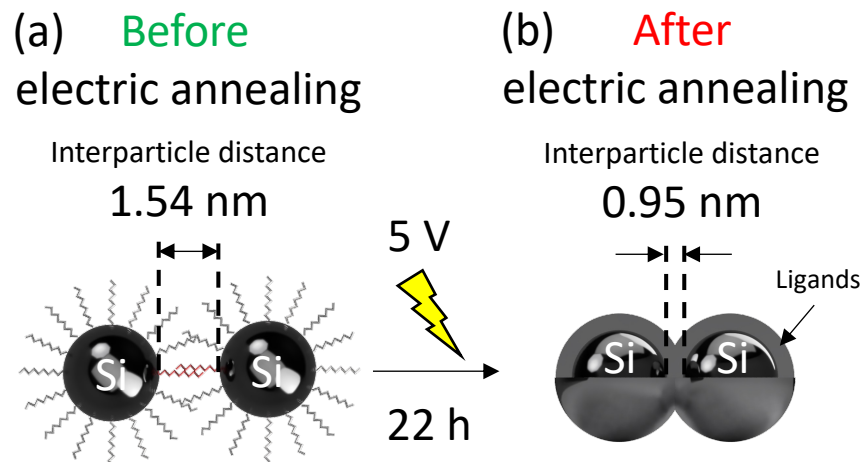 (a) Before
electric annealing
Interparticle distance
1.54 nm
Si
Si
5 V
22 h
(b) After
electric annealing
Interparticle distance
0.95 nm
Ligands
Si
Si